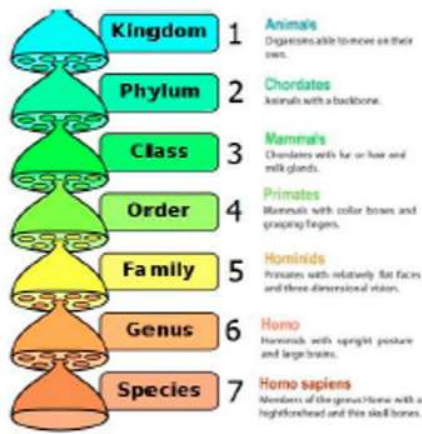 Kingdom 1 Animals
Organisms able to move on their
own.
Phylum 2 Chordates
Animals with a backbone.
Class 3 Mammals
Chordates with fur or hair and
milk glands.
Order 4 Primates
Mammals with collar bones and
grasping fingers.
Family 5 Hominids
Primates with relatively flat faces
and three-dimensional vision.
Genus 6 Homo
Hominids with upright posture
and large brains.
Species 7 Homo sapiens
Members of the genus Homo with a
high forehead and thin skull bones.